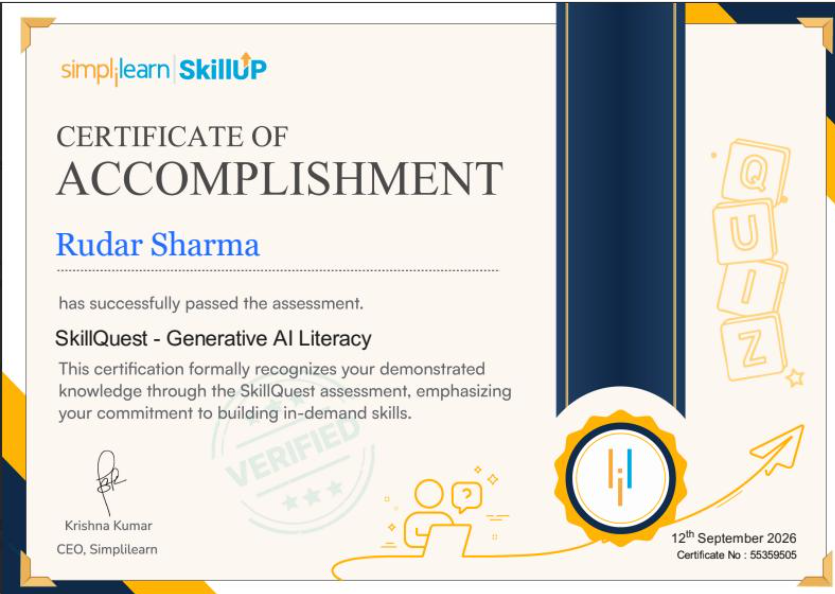 simplilearn | SkillUP
CERTIFICATE OF
ACCOMPLISHMENT
Rudar Sharma
has successfully passed the assessment.
SkillQuest - Generative AI Literacy
This certification formally recognizes your demonstrated
knowledge through the SkillQuest assessment, emphasizing
your commitment to building in-demand skills.
VERIFIED
Krishna Kumar
CEO, Simplilearn
QUIZ
?
12th September 2026
Certificate No : 55359505